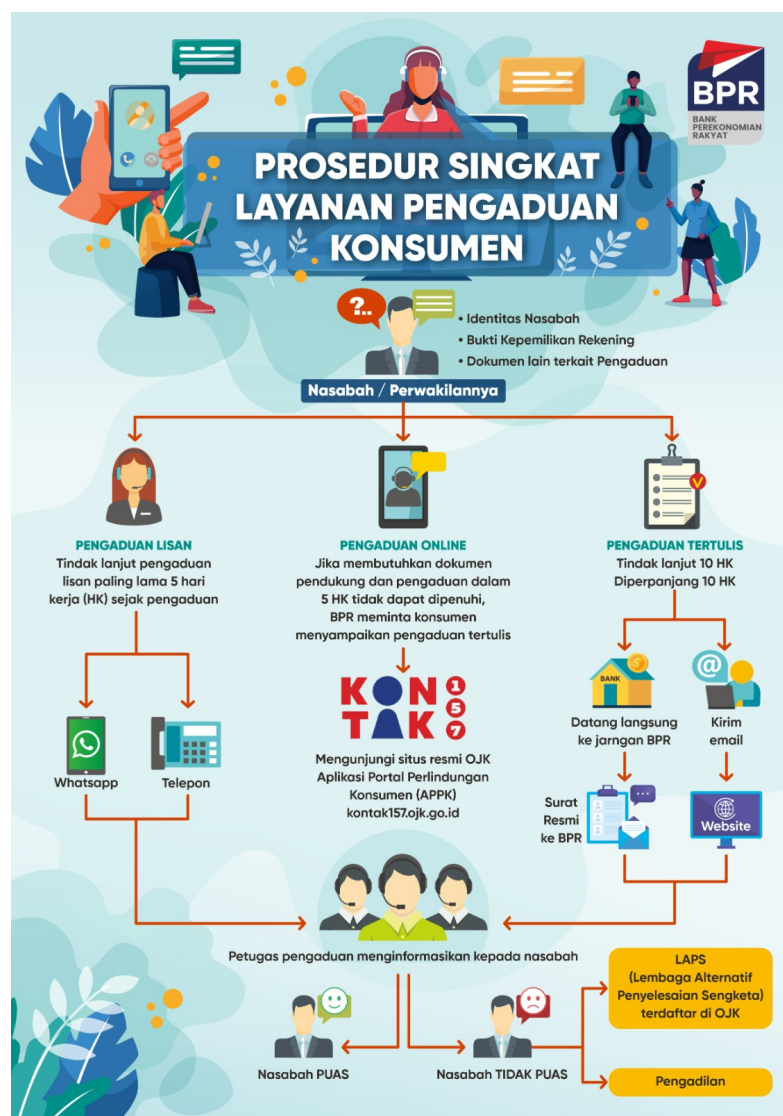 BPR
BANK
PEREKONOMIAN
RAKYAT
PROSEDUR SINGKAT
LAYANAN PENGADUAN
KONSUMEN
?..
• Identitas Nasabah
• Bukti Kepemilikan Rekening
• Dokumen lain terkait Pengaduan
Nasabah / Perwakilannya
PENGADUAN LISAN
Tindak lanjut pengaduan
lisan paling lama 5 hari
kerja (HK) sejak pengaduan
Whatsapp
Telepon
PENGADUAN ONLINE
Jika membutuhkan dokumen
pendukung dan pengaduan dalam
5 HK tidak dapat dipenuhi,
BPR meminta konsumen
menyampaikan pengaduan tertulis
KONTAK 157
Mengunjungi situs resmi OJK
Aplikasi Portal Perlindungan
Konsumen (APPK)
kontak157.ojk.go.id
PENGADUAN TERTULIS
Tindak lanjut 10 HK
Diperpanjang 10 HK
BANK
Datang langsung
ke jarngan BPR
@
Kirim
email
Surat
Resmi
ke BPR
Website
Petugas pengaduan menginformasikan kepada nasabah
Nasabah PUAS
Nasabah TIDAK PUAS
LAPS
(Lembaga Alternatif
Penyelesaian Sengketa)
terdaftar di OJK
Pengadilan